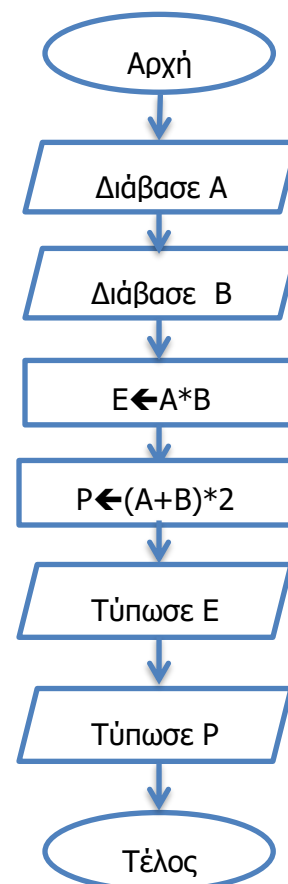 Αρχή
Διάβασε Α
Διάβασε Β
Ε🡰Α*Β
Ρ🡰(Α+Β)*2
Τύπωσε Ε
Τύπωσε Ρ
Τέλος